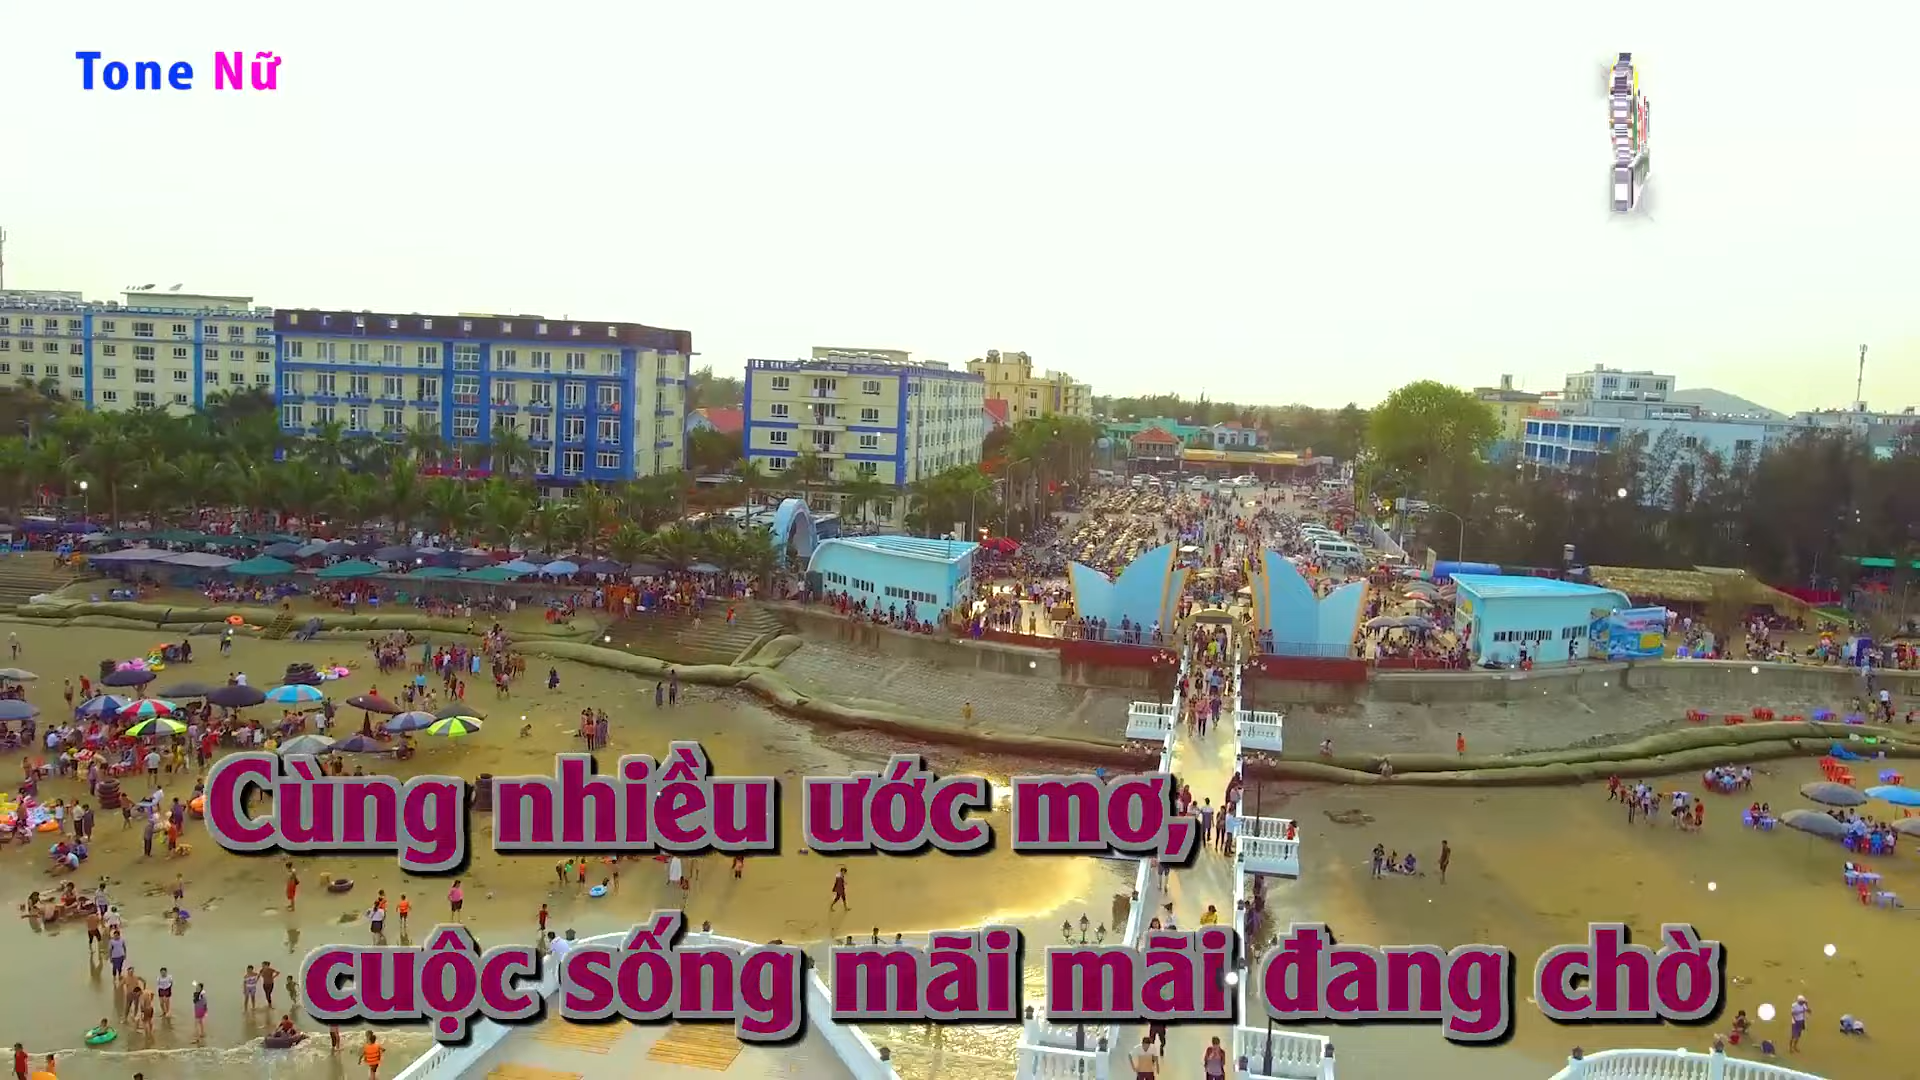 Tone Nữ
Cùng nhiều ước mơ,
cuộc sống mãi mãi đang chờ